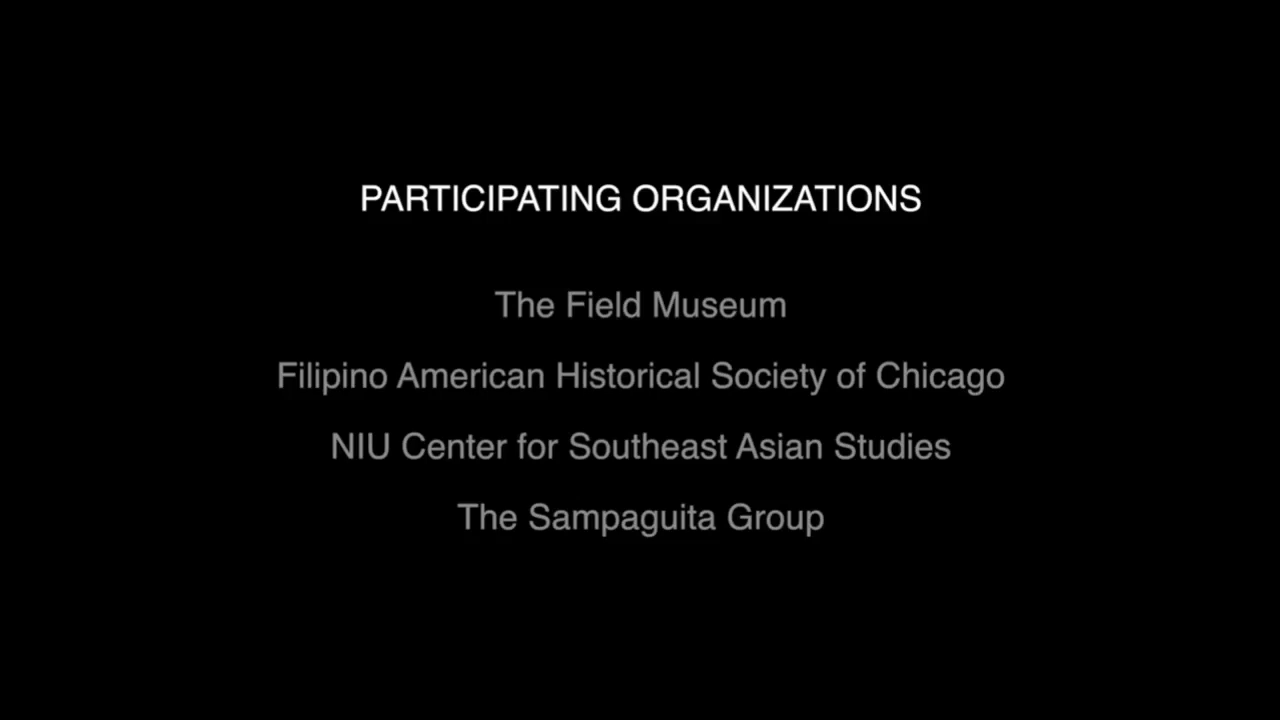 PARTICIPATING ORGANIZATIONS
The Field Museum
Filipino American Historical Society of Chicago
NIU Center for Southeast Asian Studies
The Sampaguita Group